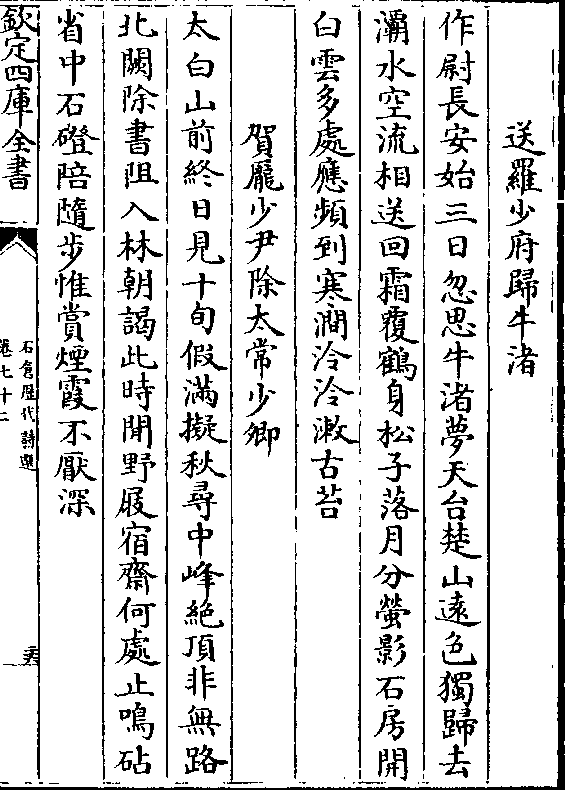 送羅少府歸牛渚
作尉長安始三日忽思牛渚夢天台楚山遠色獨歸去
灞水空流相送回霜覆鶴身松子落月分螢影石房開
白雲多處應頻到寒澗泠泠漱古苔
賀龐少尹除太常少卿
太白山前終日見十旬假滿擬秋尋中峰絶頂非無路
北闕除書阻入林朝謁此時閒野屐宿齋何處止鳴砧
省中石磴陪隨步惟賞煙霞不厭深
欽定四庫全書
石倉歴代詩選
卷七十二